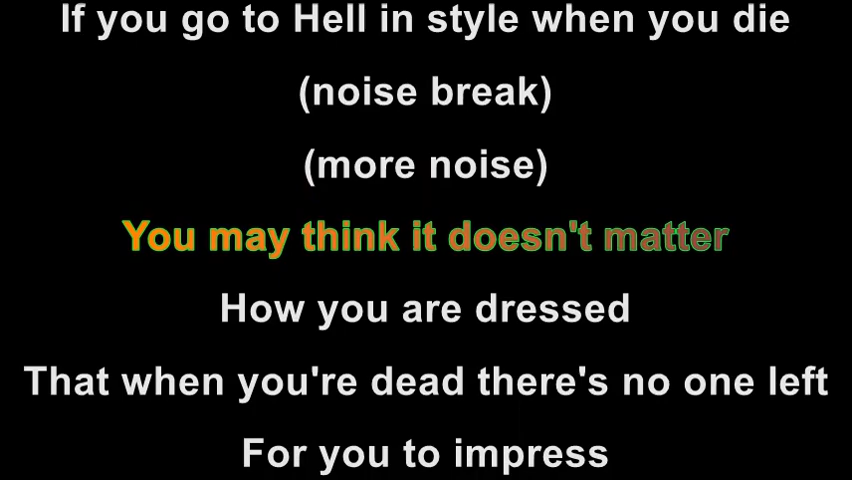 If you go to Hell in style when you die
(noise break)
(more noise)
You may think it doesn't matter
How you are dressed
That when you're dead there's no one left
For you to impress